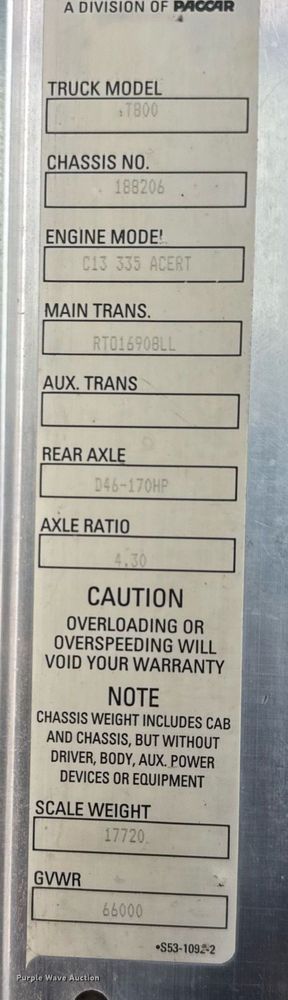 A DIVISION OF PACCAR
TRUCK MODEL
T800
CHASSIS NO.
188206
ENGINE MODEL
C13 335 ACERT
MAIN TRANS.
RTO16908LL
AUX. TRANS
REAR AXLE
D46-170HP
AXLE RATIO
4.30
CAUTION
OVERLOADING OR
OVERSPEEDING WILL
VOID YOUR WARRANTY
NOTE
CHASSIS WEIGHT INCLUDES CAB
AND CHASSIS, BUT WITHOUT
DRIVER, BODY, AUX. POWER
DEVICES OR EQUIPMENT
SCALE WEIGHT
17720
GVWR
66000
•S53-1092-2
Purple Wave Auction